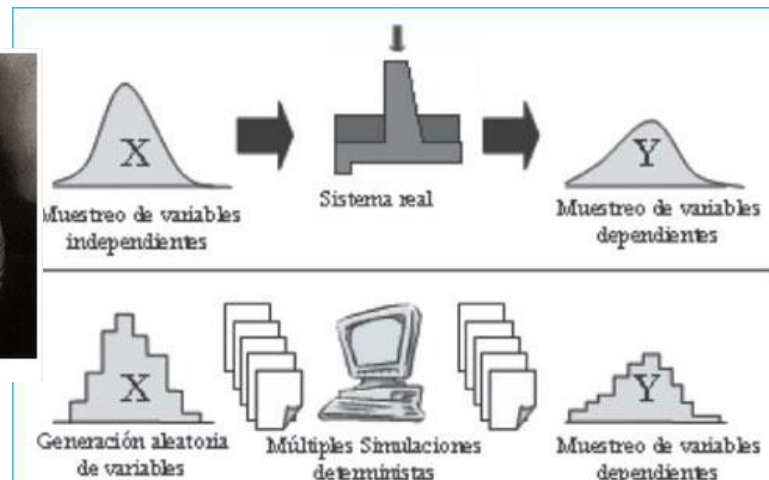 X
Y
Sistema real
Muestreo de variables
independientes
Muestreo de variables
dependientes
X
Y
Generación aleatoria
de variables
Múltiples Simulaciones
deterministas
Muestreo de variables
dependientes